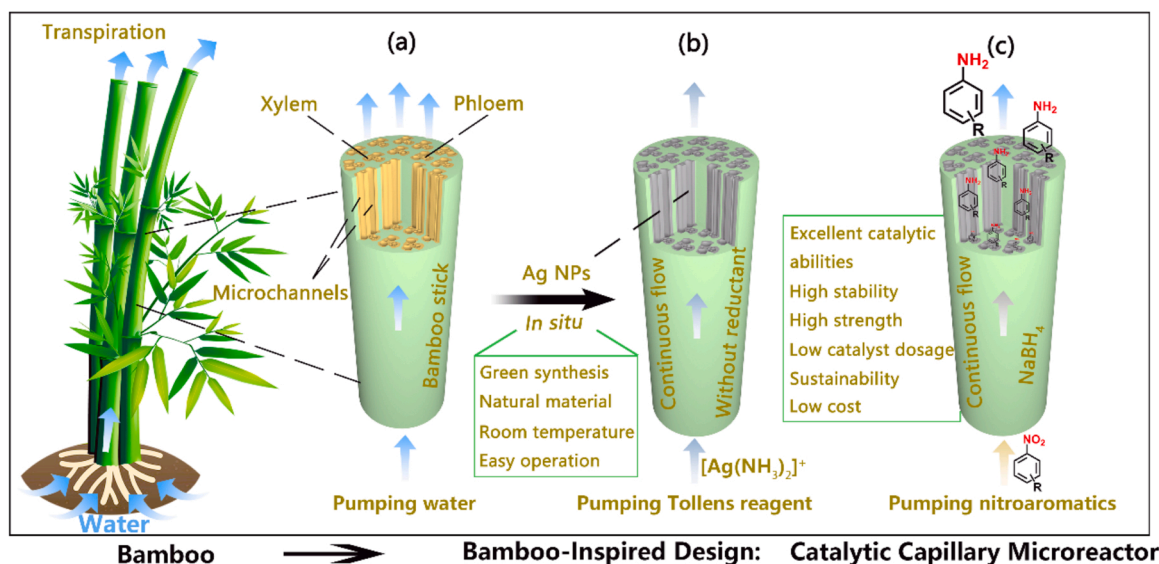 Transpiration
Water
(a)
Xylem
Phloem
Microchannels
Bamboo stick
Pumping water
Ag NPs
In situ
Green synthesis
Natural material
Room temperature
Easy operation
(b)
Continuous flow
Without reductant
[Ag(NH3)2]+
Pumping Tollens reagent
(c)
NH2
R
NH2
R
NH2
R
NH2
R
NH2
R
Excellent catalytic
abilities
High stability
High strength
Low catalyst dosage
Sustainability
Low cost
Continuous flow
NaBH4
NO2
R
Pumping nitroaromatics
Bamboo
Bamboo-Inspired Design: Catalytic Capillary Microreactor